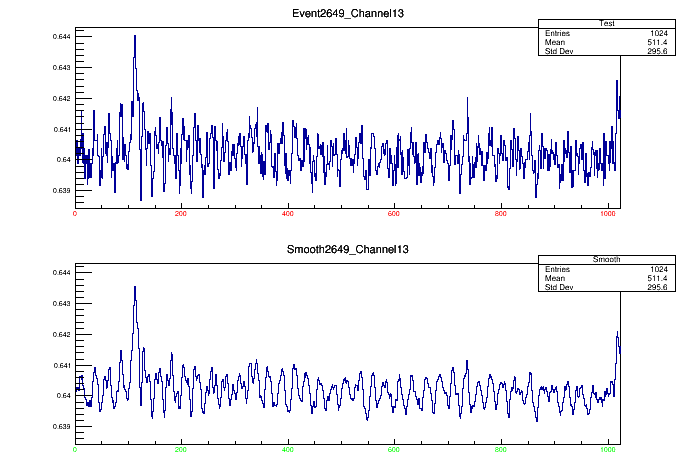 Event2649_Channel13
Test
Entries 1024
Mean 511.4
Std Dev 295.6
0.644
0.643
0.642
0.641
0.64
0.639
0 200 400 600 800 1000
Smooth2649_Channel13
Smooth
Entries 1024
Mean 511.4
Std Dev 295.6
0.644
0.643
0.642
0.641
0.64
0.639
0 200 400 600 800 1000